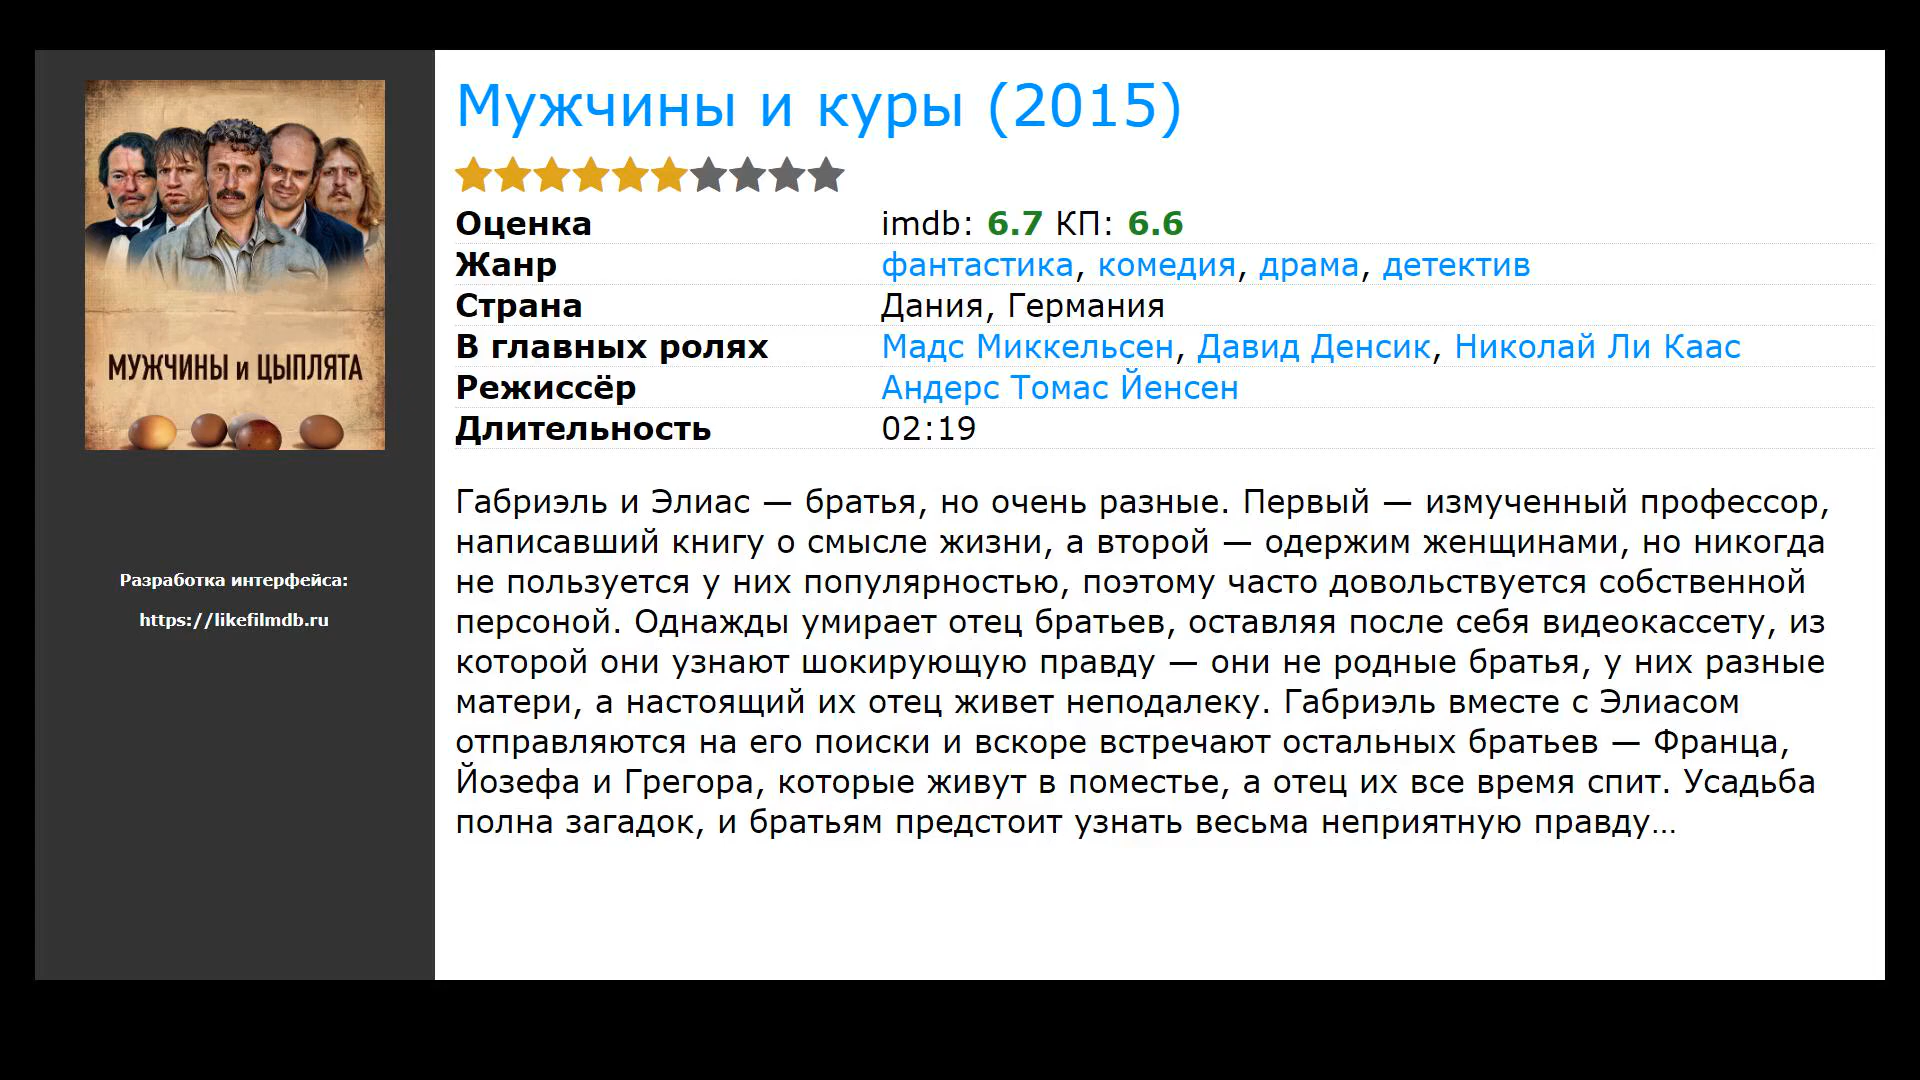 МУЖЧИНЫ и ЦЫПЛЯТА
Разработка интерфейса:
https://likefilmdb.ru
Мужчины и куры (2015)
Оценка imdb: 6.7 КП: 6.6
Жанр фантастика, комедия, драма, детектив
Страна Дания, Германия
В главных ролях Мадс Миккельсен, Давид Денсик, Николай Ли Каас
Режиссёр Андерс Томас Йенсен
Длительность 02:19
Габриэль и Элиас — братья, но очень разные. Первый — измученный профессор,
написавший книгу о смысле жизни, а второй — одержим женщинами, но никогда
не пользуется у них популярностью, поэтому часто довольствуется собственной
персоной. Однажды умирает отец братьев, оставляя после себя видеокассету, из
которой они узнают шокирующую правду — они не родные братья, у них разные
матери, а настоящий их отец живет неподалеку. Габриэль вместе с Элиасом
отправляются на его поиски и вскоре встречают остальных братьев — Франца,
Йозефа и Грегора, которые живут в поместье, а отец их все время спит. Усадьба
полна загадок, и братьям предстоит узнать весьма неприятную правду…